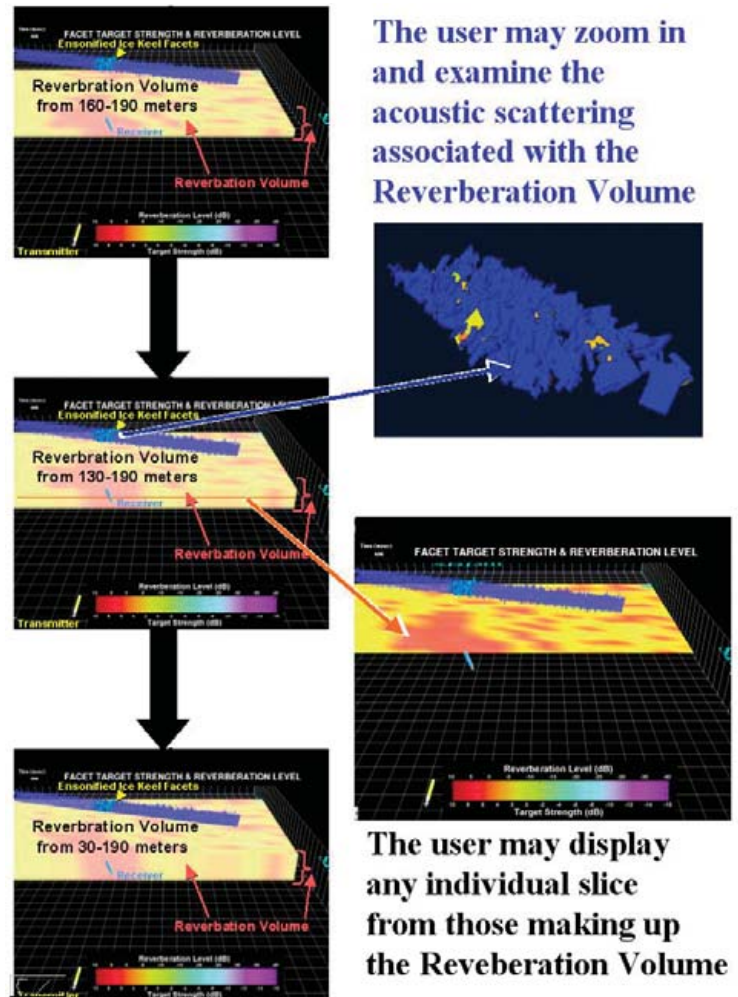 FACET TARGET STRENGTH & REVERBERATION LEVEL
Ensonified Ice Keel Facets
Reverbration Volume
from 160-190 meters
Receiver
Reverbation Volume
Reverberation Level (dB)
Target Strength (dB)
Transmitter
The user may zoom in
and examine the
acoustic scattering
associated with the
Reverberation Volume
FACET TARGET STRENGTH & REVERBERATION LEVEL
Ensonified Ice Keel Facets
Reverbration Volume
from 130-190 meters
Receiver
Reverbation Volume
Reverberation Level (dB)
Target Strength (dB)
Transmitter
FACET TARGET STRENGTH & REVERBERATION LEVEL
Reverberation Level (dB)
Target Strength (dB)
FACET TARGET STRENGTH & REVERBERATION LEVEL
Ensonified Ice Keel Facets
Reverbration Volume
from 30-190 meters
Receiver
Reverbation Volume
Reverberation Level (dB)
Target Strength (dB)
The user may display
any individual slice
from those making up
the Reveberation Volume